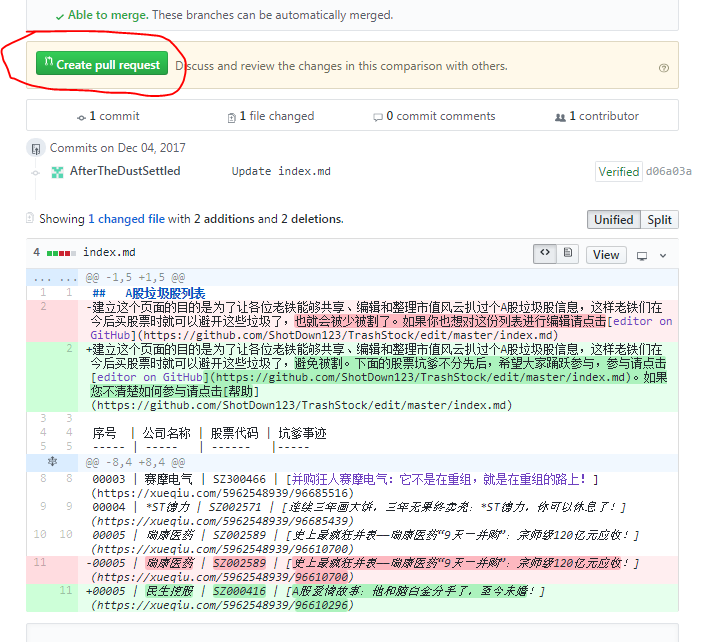 Able to merge. These branches can be automatically merged.
Create pull request Discuss and review the changes in this comparison with others.
1 commit 1 file changed 0 commit comments 1 contributor
Commits on Dec 04, 2017
AfterTheDustSettled Update index.md Verified d06a03a
Showing 1 changed file with 2 additions and 2 deletions. Unified Split
4 index.md <> View
... ... @@ -1,5 +1,5 @@
1 1 ## A股垃圾股列表
2 -建立这个页面的目的是为了让各位老铁能够共享、编辑和整理市值风云扒过个A股垃圾股信息，这样老铁们在
今后买股票时就可以避开这些垃圾了，也就会被少被割了。如果你也想对这份列表进行编辑请点击[editor on
GitHub](https://github.com/ShotDown123/TrashStock/edit/master/index.md)
2 +建立这个页面的目的是为了让各位老铁能够共享、编辑和整理市值风云扒过个A股垃圾股信息，这样老铁们在
今后买股票时就可以避开这些垃圾了，避免被割。下面的股票坑爹不分先后，希望大家踊跃参与，参与请点击
[editor on GitHub](https://github.com/ShotDown123/TrashStock/edit/master/index.md)。如果
您不清楚如何参与请点击[帮助]
(https://github.com/ShotDown123/TrashStock/edit/master/index.md)
3 3
4 4 序号 | 公司名称 | 股票代码 | 坑爹事迹
5 5 ----- | ----- | ------ |-----
@@ -8,4 +8,4 @@
8 8 00003 | 赛摩电气 | SZ300466 | [并购狂人赛摩电气：它不是在重组，就是在重组的路上！]
(https://xueqiu.com/5962548939/96685516)
9 9 00004 | *ST德力 | SZ002571 | [连续三年画大饼，三年无果终卖壳：*ST德力，你可以休息了！]
(https://xueqiu.com/5962548939/96685439)
10 10 00005 | 瑞康医药 | SZ002589 | [史上最疯狂并表—瑞康医药“9天一并购”：宗师级120亿元应收！]
(https://xueqiu.com/5962548939/96610700)
11 -00005 | 瑞康医药 | SZ002589 | [史上最疯狂并表—瑞康医药“9天一并购”：宗师级120亿元应收！]
(https://xueqiu.com/5962548939/96610700)
11 +00005 | 民生控股 | SZ000416 | [A股爱情故事：他和脑白金分手了，至今未婚！]
(https://xueqiu.com/5962548939/96610296)